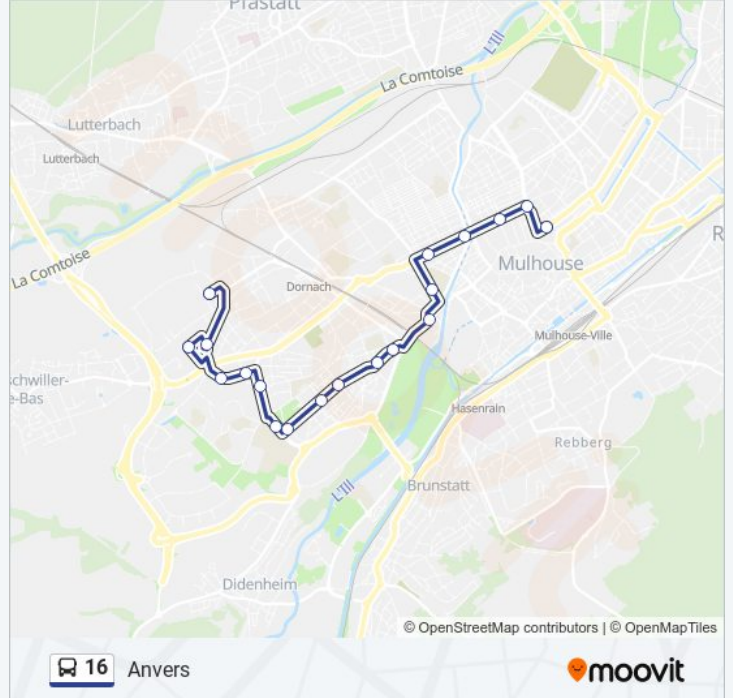 Pfastatt
L'Ill
La Comtoise
Lutterbach
Lutterbach
La Comtoise
Mulhouse
R
Dornach
Mulhouse-Ville
schwiller-
e-Bas
Hasenrain
Rebberg
Brunstatt
L'Ill
Didenheim
© OpenStreetMap contributors | © OpenMapTiles
16 Anvers
moovit